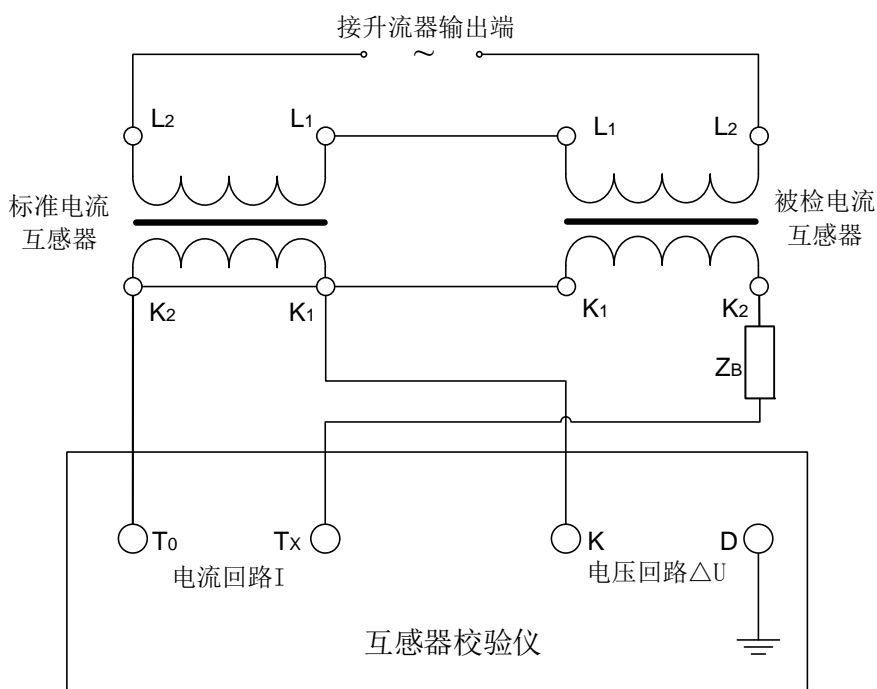 接升流器输出端
~
L2 L1 L1 L2
标准电流
互感器
被检电流
互感器
K2 K1 K1 K2
ZB
T0 TX K D
电流回路I 电压回路△U
互感器校验仪